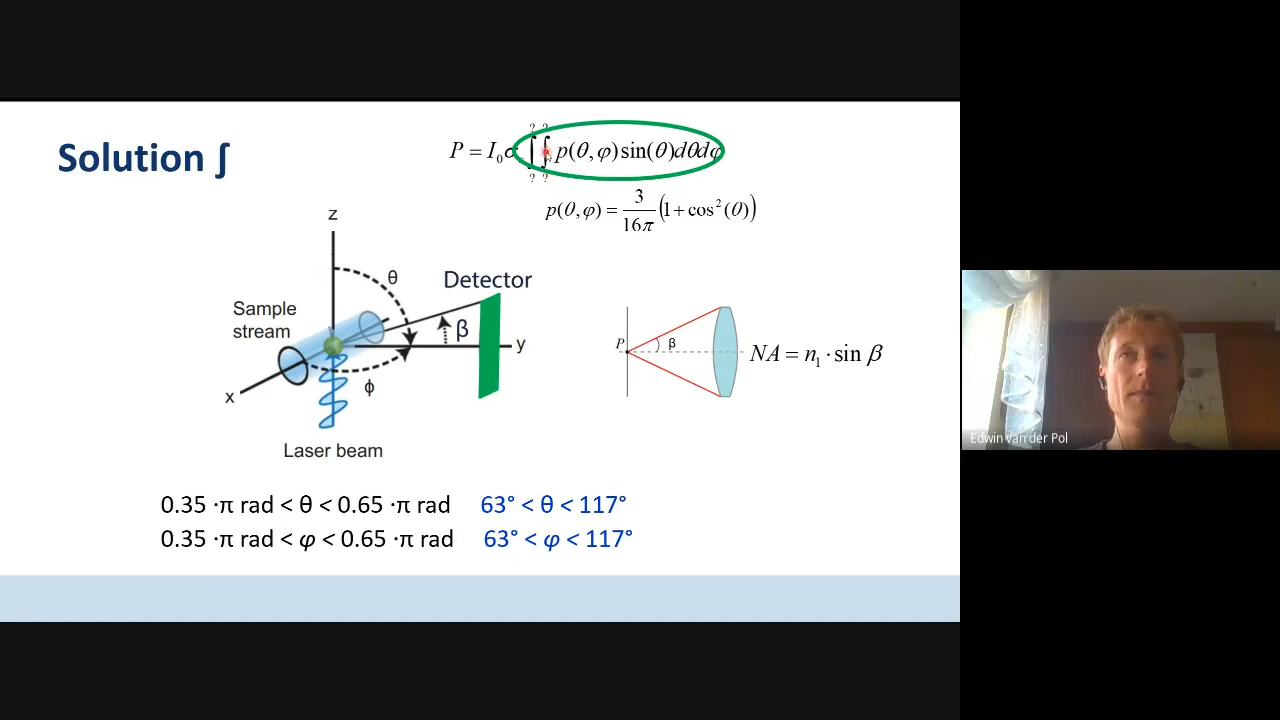 Solution ∫
P = I₀σₛ ∫∫ p(θ, φ) sin(θ)dθdφ
? ?
? ?
p(θ, φ) = 3/16π (1 + cos²(θ))
z
θ
Detector
Sample
stream
β
y
ϕ
x
Laser beam
P
β
NA = n₁ · sin β
0.35 ·π rad < θ < 0.65 ·π rad 63° < θ < 117°
0.35 ·π rad < φ < 0.65 ·π rad 63° < φ < 117°
Edwin van der Pol